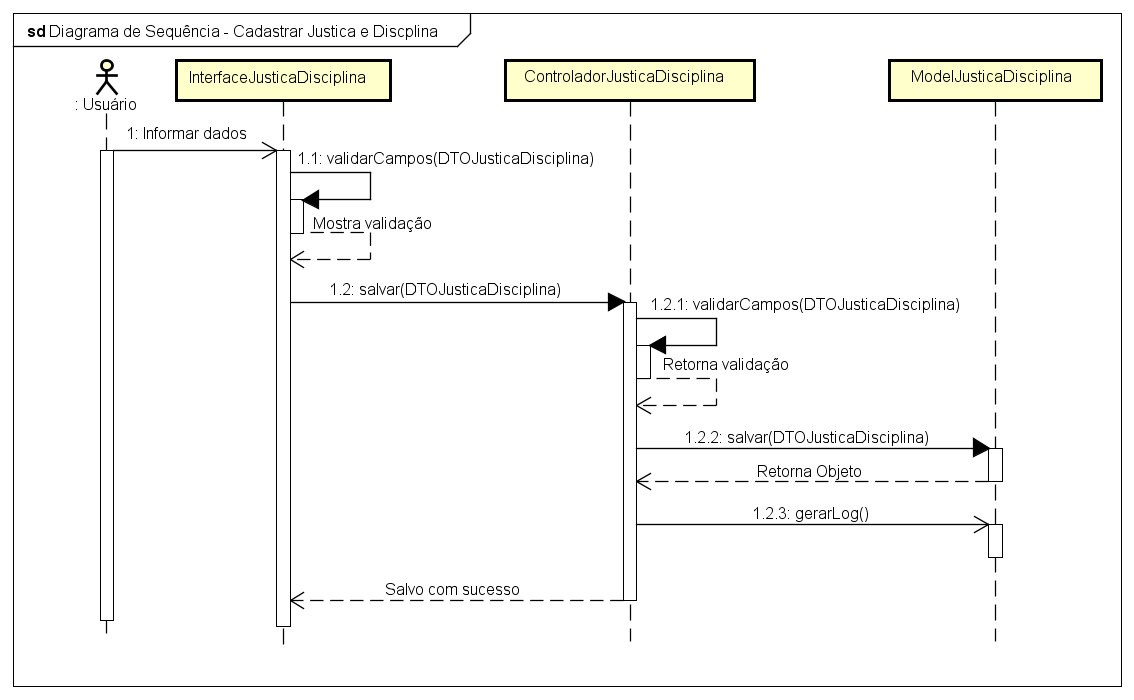 sd Diagrama de Sequência - Cadastrar Justica e Discplina
InterfaceJusticaDisciplina
ControladorJusticaDisciplina
ModelJusticaDisciplina
: Usuário
1: Informar dados
1.1: validarCampos(DTOJusticaDisciplina)
Mostra validação
1.2: salvar(DTOJusticaDisciplina)
1.2.1: validarCampos(DTOJusticaDisciplina)
Retorna validação
1.2.2: salvar(DTOJusticaDisciplina)
Retorna Objeto
1.2.3: gerarLog()
Salvo com sucesso